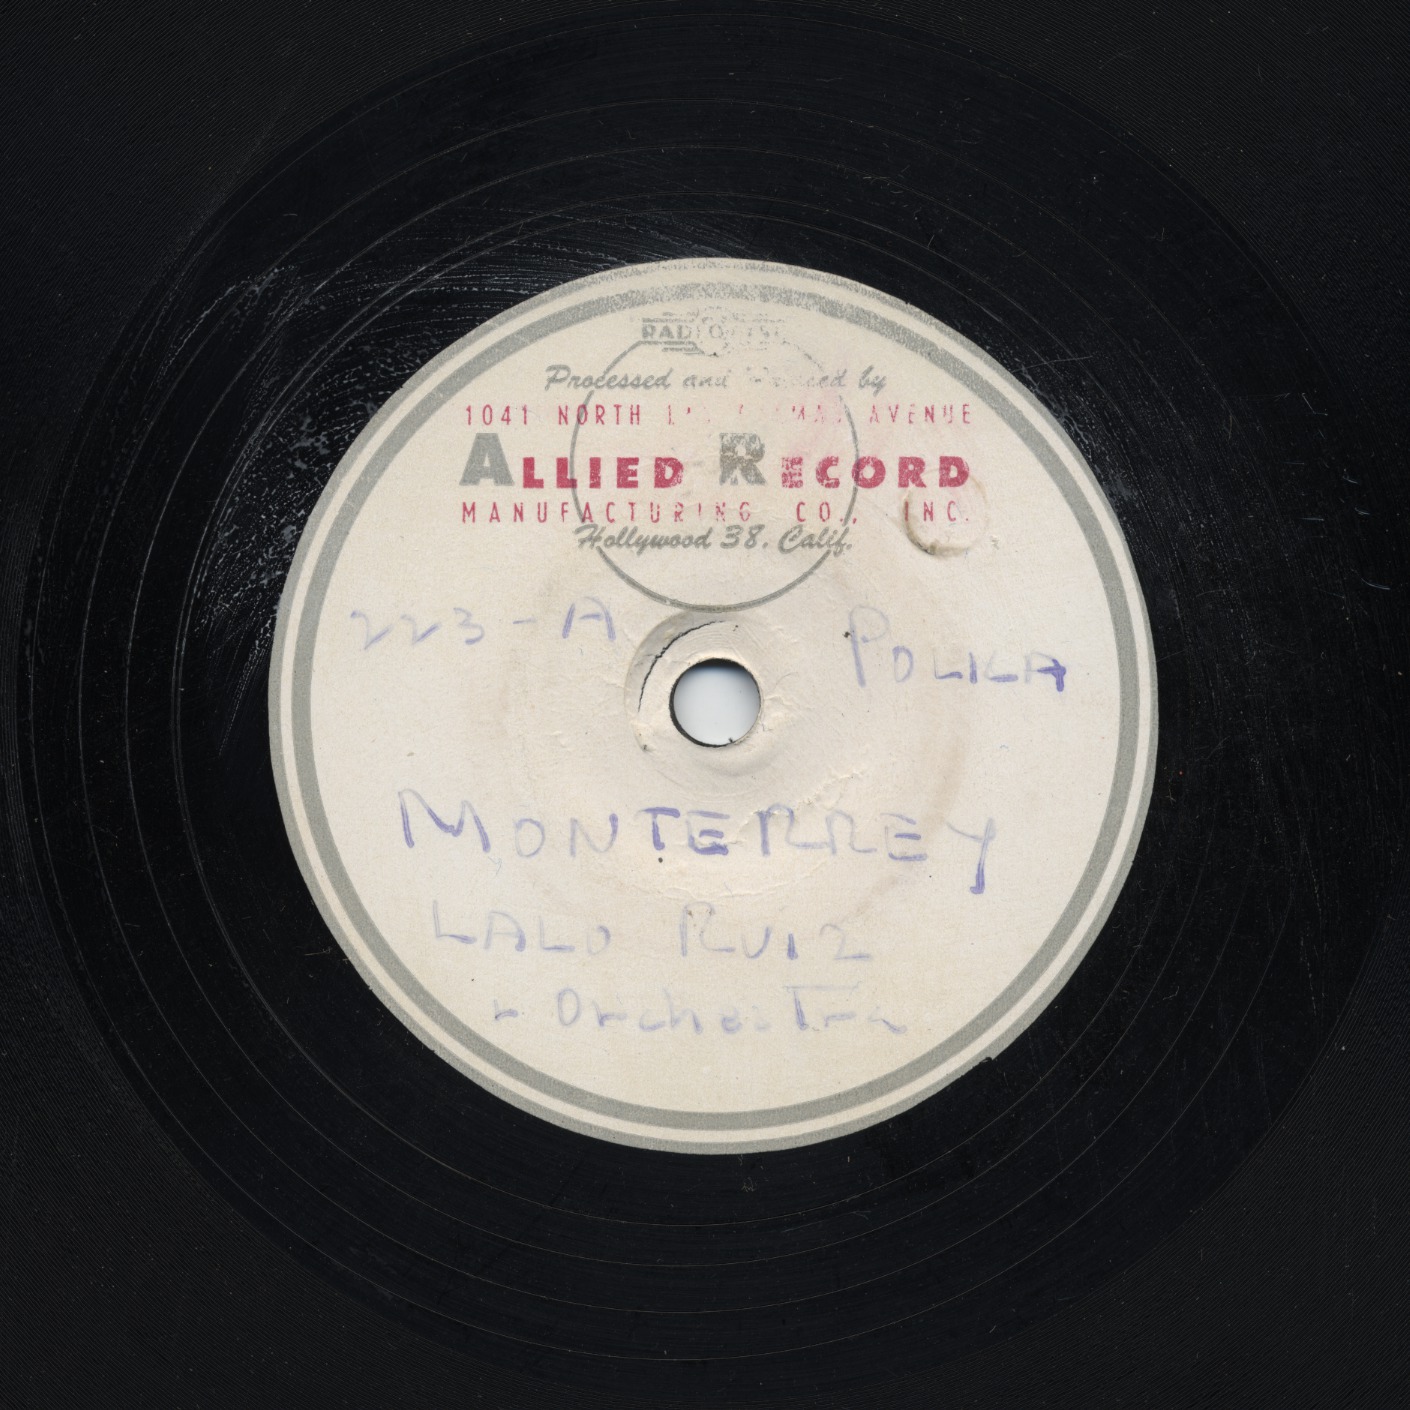 Processed and by
1041 NORTH AVENUE
ALLIED RECORD
MANUFACTURING CO., INC.
Hollywood 38, Calif.
223-A POLKA
MONTERREY
LALO RUIZ
Orchestra